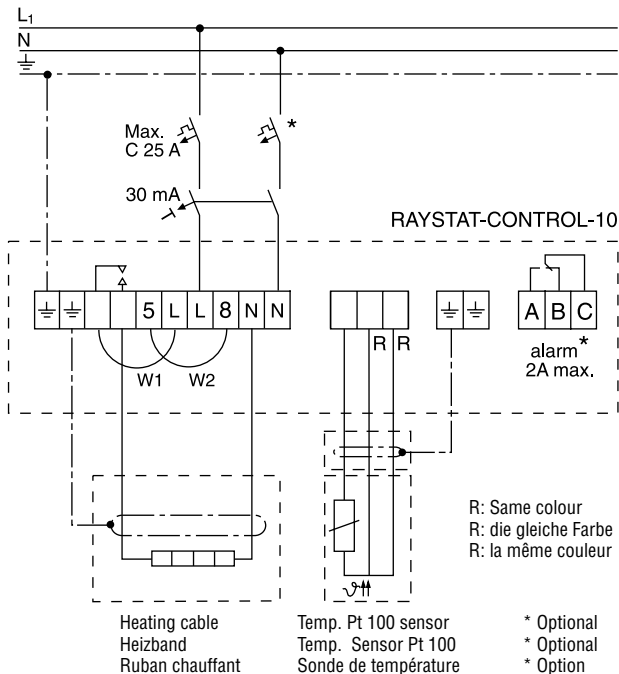 L1
N
Max.
C 25 A
*
30 mA
RAYSTAT-CONTROL-10
5 L L 8 N N
R R
A B C
alarm*
2A max.
W1 W2
R: Same colour
R: die gleiche Farbe
R: la même couleur
ϑ
Heating cable
Heizband
Ruban chauffant
Temp. Pt 100 sensor
Temp. Sensor Pt 100
Sonde de température
* Optional
* Optional
* Option